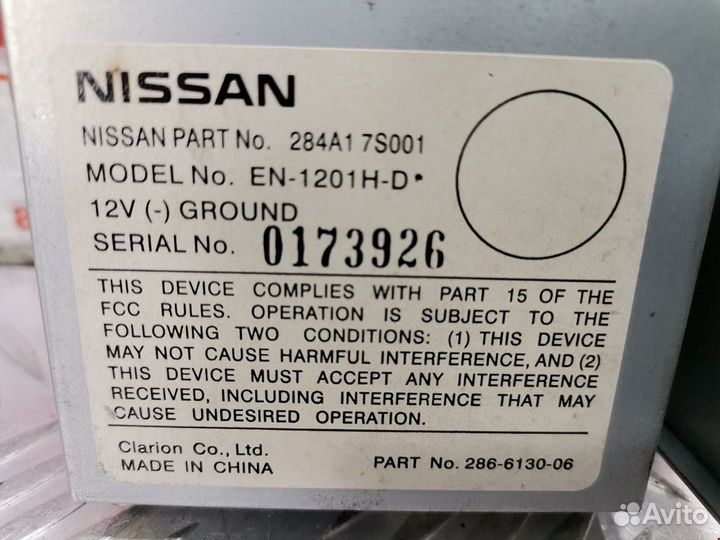 NISSAN
NISSAN PART No. 284A1 7S001
MODEL No. EN-1201H-D•
12V (-) GROUND
SERIAL No. 0173926
THIS DEVICE COMPLIES WITH PART 15 OF THE
FCC RULES. OPERATION IS SUBJECT TO THE
FOLLOWING TWO CONDITIONS: (1) THIS DEVICE
MAY NOT CAUSE HARMFUL INTERFERENCE, AND (2)
THIS DEVICE MUST ACCEPT ANY INTERFERENCE
RECEIVED, INCLUDING INTERFERENCE THAT MAY
CAUSE UNDESIRED OPERATION.
Clarion Co., Ltd.
MADE IN CHINA PART No. 286-6130-06
Avito